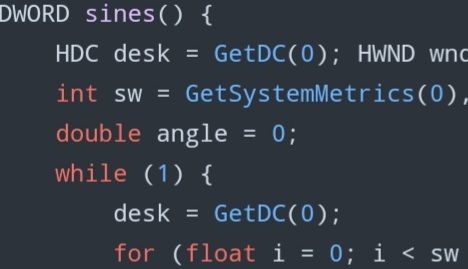 DWORD sines() {
HDC desk = GetDC(0); HWND wnd
int sw = GetSystemMetrics(0),
double angle = 0;
while (1) {
desk = GetDC(0);
for (float i = 0; i < sw